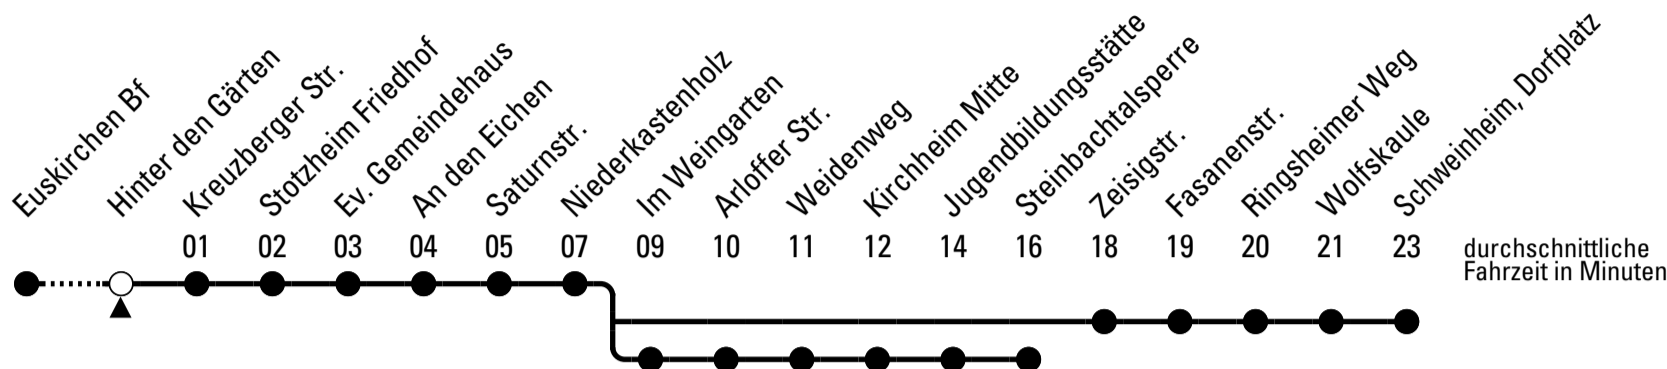 Euskirchen Bf
Hinter den Gärten
Kreuzberger Str.
Stotzheim Friedhof
Ev. Gemeindehaus
An den Eichen
Saturnstr.
Niederkastenholz
Im Weingarten
Arloffer Str.
Weidenweg
Kirchheim Mitte
Jugendbildungsstätte
Steinbachtalsperre
Zeisigstr.
Fasanenstr.
Ringsheimer Weg
Wolfskaule
Schweinheim, Dorfplatz
01 02 03 04 05 07 09 10 11 12 14 16 18 19 20 21 23
durchschnittliche
Fahrzeit in Minuten